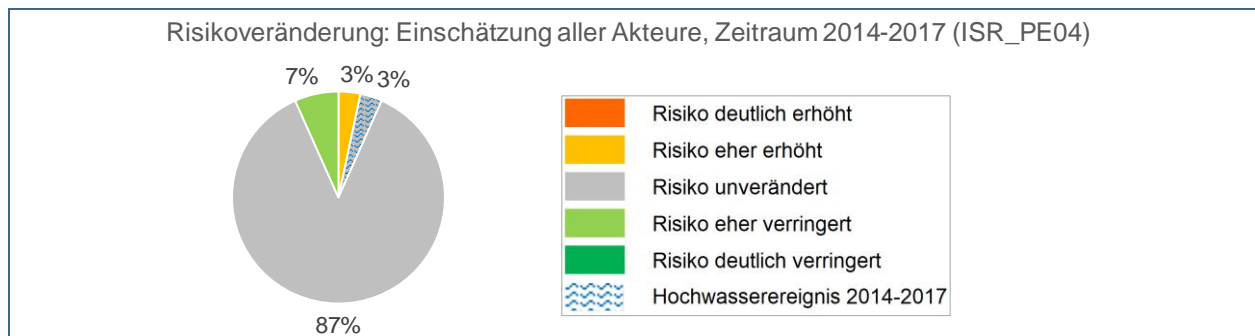 Risikoveränderung: Einschätzung aller Akteure, Zeitraum 2014-2017 (ISR_PE04)
7% 3% 3%
87%
Risiko deutlich erhöht
Risiko eher erhöht
Risiko unverändert
Risiko eher verringert
Risiko deutlich verringert
Hochwasserereignis 2014-2017